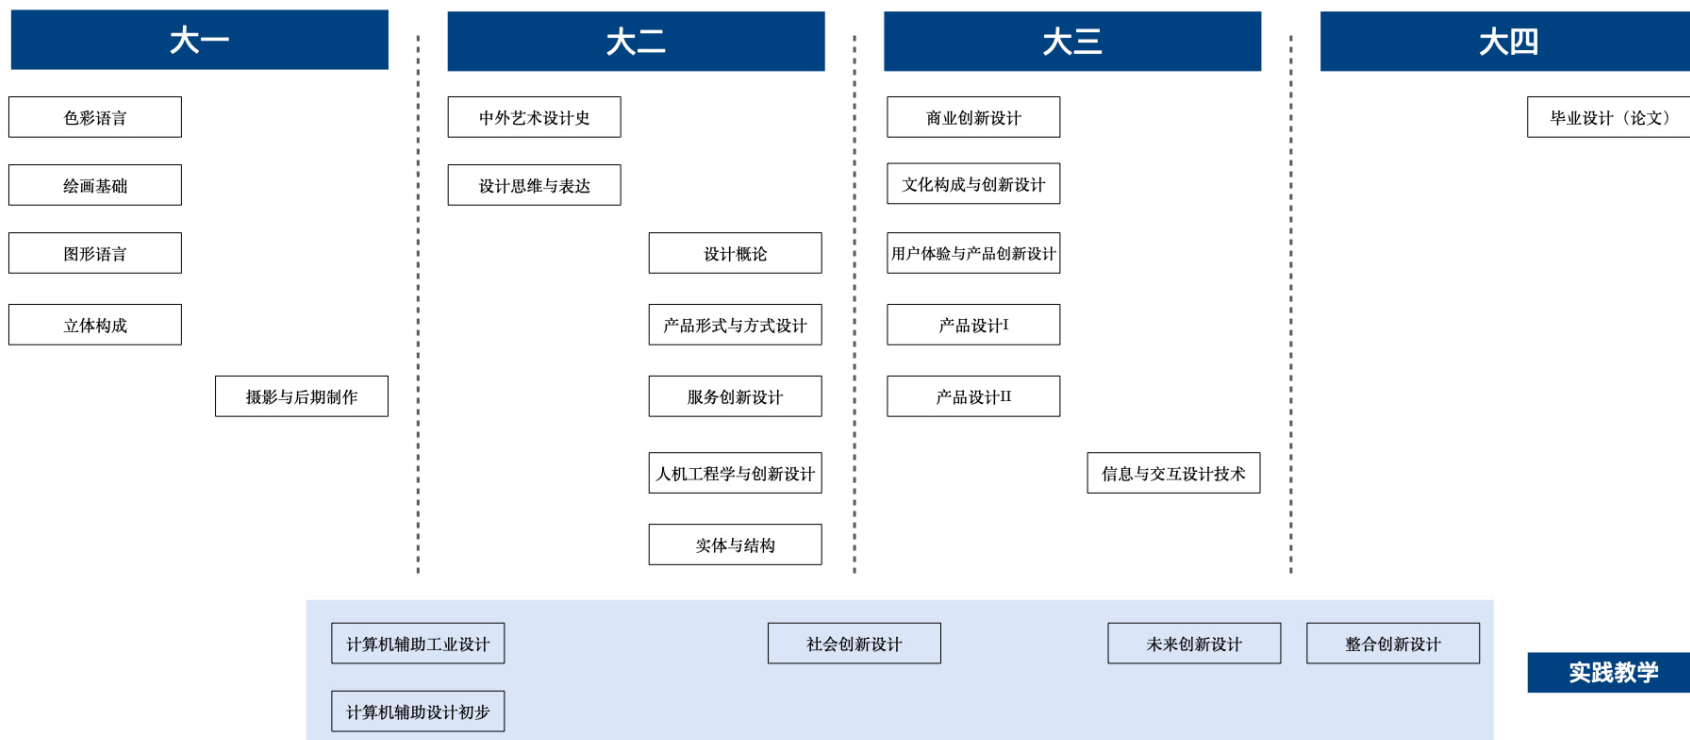 大一
大二
大三
大四
色彩语言
中外艺术设计史
商业创新设计
毕业设计（论文）
绘画基础
设计思维与表达
文化构成与创新设计
图形语言
设计概论
用户体验与产品创新设计
立体构成
产品形式与方式设计
产品设计I
摄影与后期制作
服务创新设计
产品设计II
人机工程学与创新设计
信息与交互设计技术
实体与结构
计算机辅助工业设计
社会创新设计
未来创新设计
整合创新设计
实践教学
计算机辅助设计初步